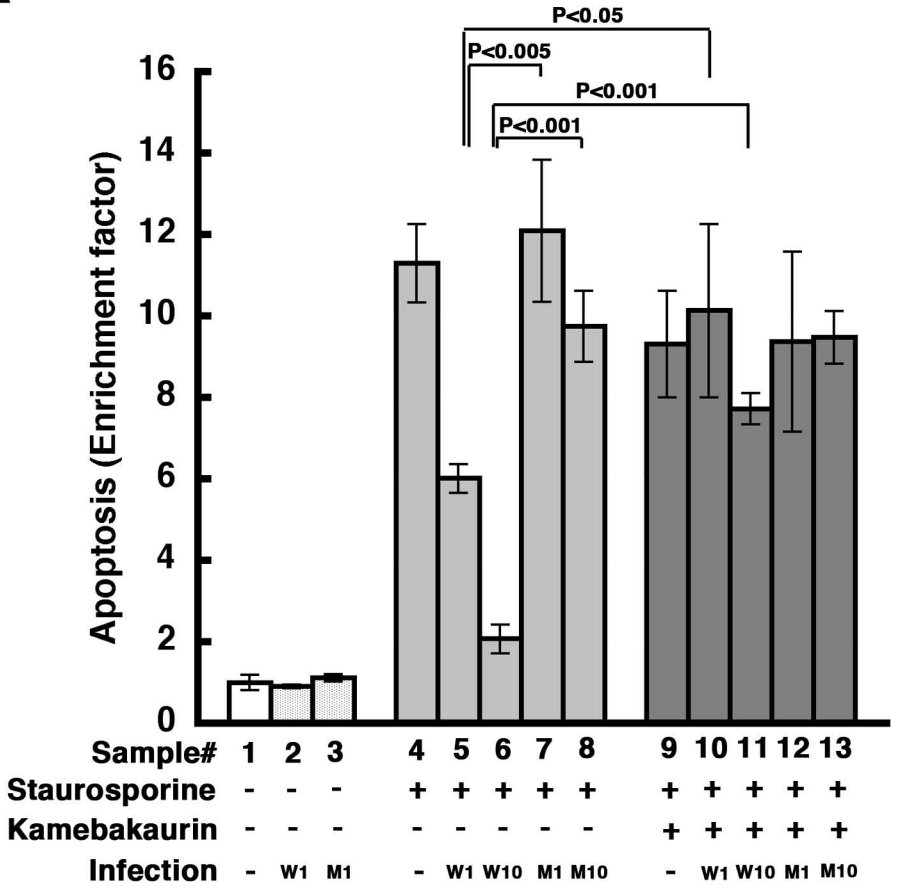 P<0.05
P<0.005
P<0.001
P<0.001
Apoptosis (Enrichment factor)
16
14
12
10
8
6
4
2
0
Sample# 1 2 3 4 5 6 7 8 9 10 11 12 13
Staurosporine - - - + + + + + + + + + +
Kamebakaurin - - - - - - - - + + + + +
Infection - W1 M1 - W1 W10 M1 M10 - W1 W10 M1 M10